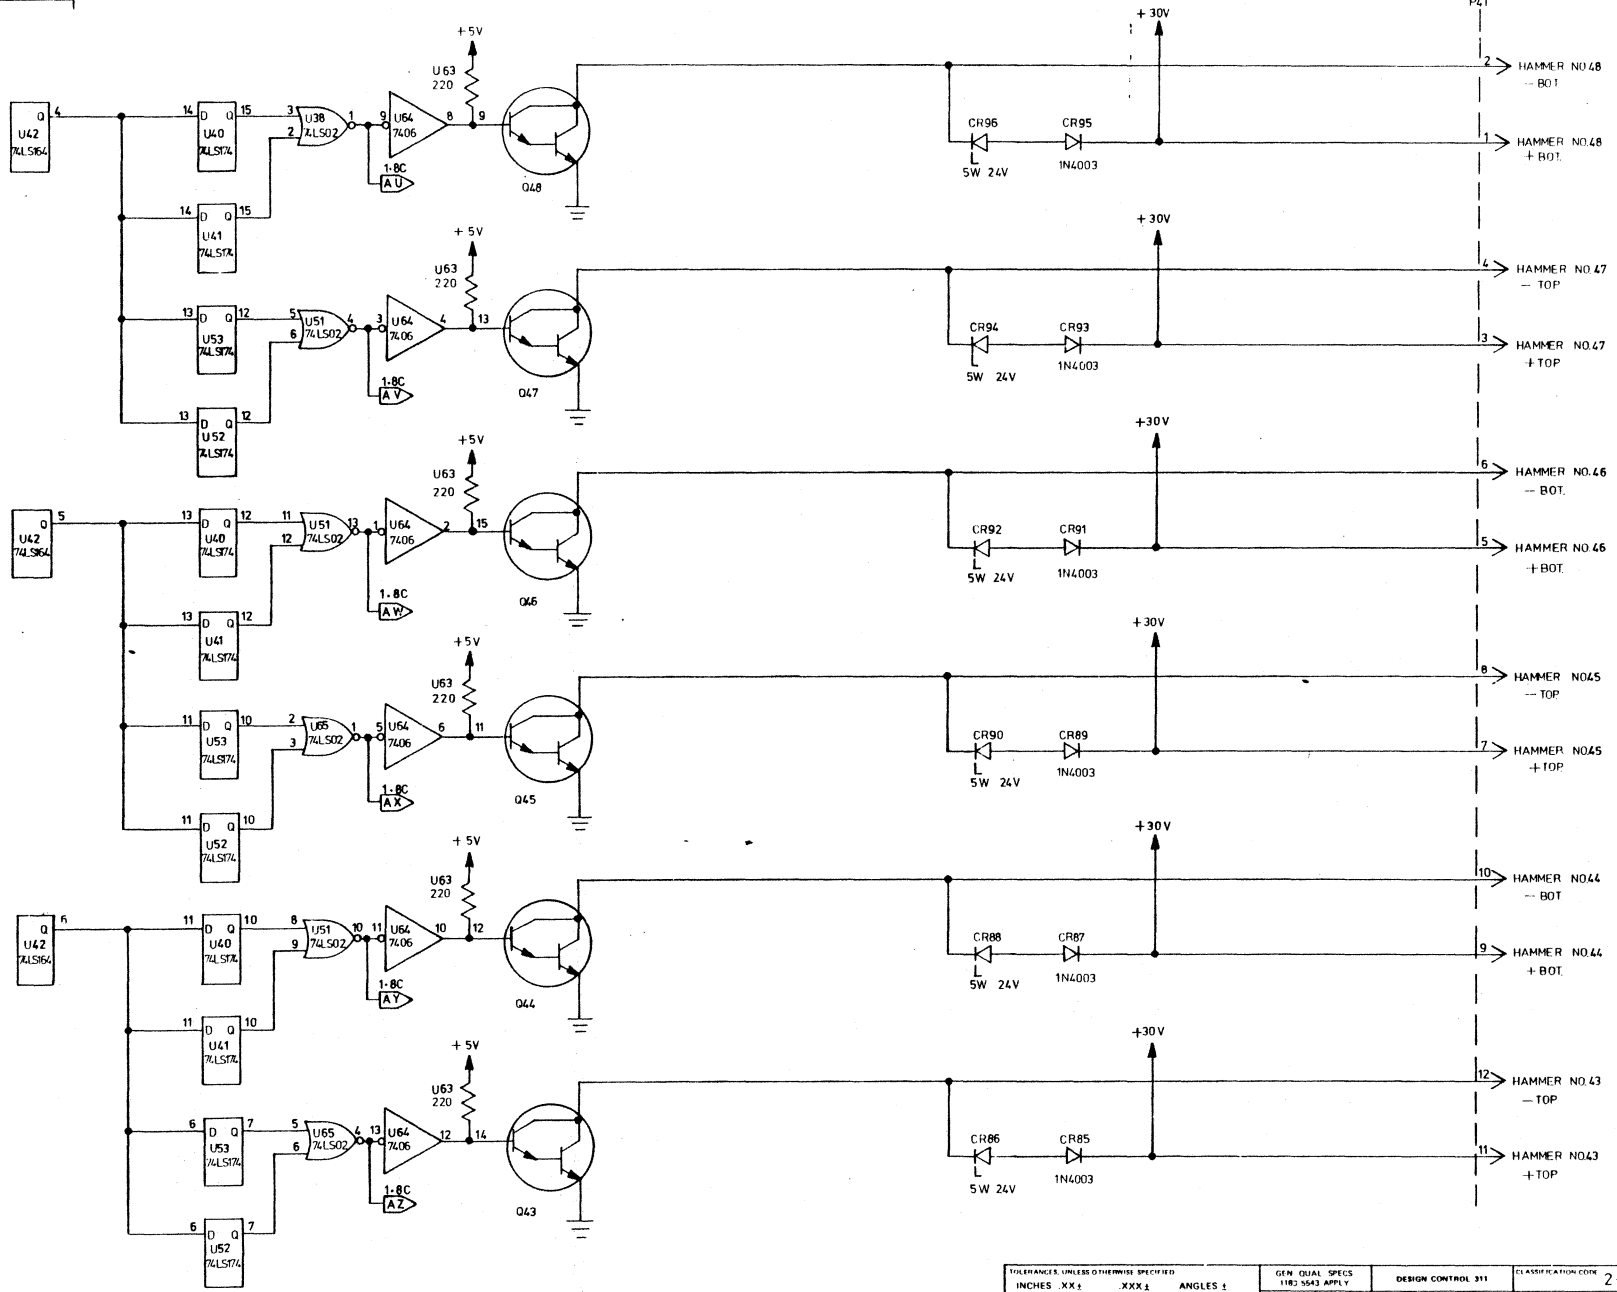 P41
+30V
+5V
U63
220
2 HAMMER NO.48
- BOT
4 Q U42 74LS164
14 D Q 15 U40 74LS174
3 2 U38 74LS02 1
9 U64 7406 8 9
Q48
1.8C
AU
CR96
5W 24V
CR95
1N4003
1 HAMMER NO.48
+ BOT.
14 D Q 15 U41 74LS174
+30V
+5V
U63
220
4 HAMMER NO.47
- TOP
13 D Q 12 U53 74LS174
5 6 U51 74LS02 4
3 U64 7406 4 13
Q47
1.8C
AV
CR94
5W 24V
CR93
1N4003
3 HAMMER NO.47
+TOP
13 D Q 12 U52 74LS174
+30V
+5V
U63
220
6 HAMMER NO.46
- BOT.
Q 5 U42 74LS164
13 D Q 12 U40 74LS174
11 12 U51 74LS02 13
1 U64 7406 2 15
Q46
1.8C
AW
CR92
5W 24V
CR91
1N4003
5 HAMMER NO.46
+BOT.
13 D Q 12 U41 74LS174
+30V
+5V
U63
220
8 HAMMER NO45
- TOP
11 D Q 10 U53 74LS174
2 3 U65 74LS02 1
5 U64 7406 6 11
Q45
1.8C
AX
CR90
5W 24V
CR89
1N4003
7 HAMMER NO45
+TOP
11 D Q 10 U52 74LS174
+30V
+5V
U63
220
10 HAMMER NO.44
- BOT
Q 6 U42 74LS164
11 D Q 10 U40 74LS174
8 9 U51 74LS02 10
11 U64 7406 10 12
Q44
1.8C
AY
CR88
5W 24V
CR87
1N4003
9 HAMMER NO.44
+ BOT.
11 D Q 10 U41 74LS174
+30V
+5V
U63
220
12 HAMMER NO.43
- TOP
6 D Q 7 U53 74LS174
5 6 U65 74LS02 4
13 U64 7406 12 14
Q43
1.8C
AZ
CR86
5W 24V
CR85
1N4003
11 HAMMER NO43
+TOP
6 D Q 7 U52 74LS174
TOLERANCES, UNLESS OTHERWISE SPECIFIED
INCHES .XX ± .XXX ± ANGLES ±
GEN QUAL SPECS
1183 5543 APPLY
DESIGN CONTROL 311
CLASSIFICATION CODE 2